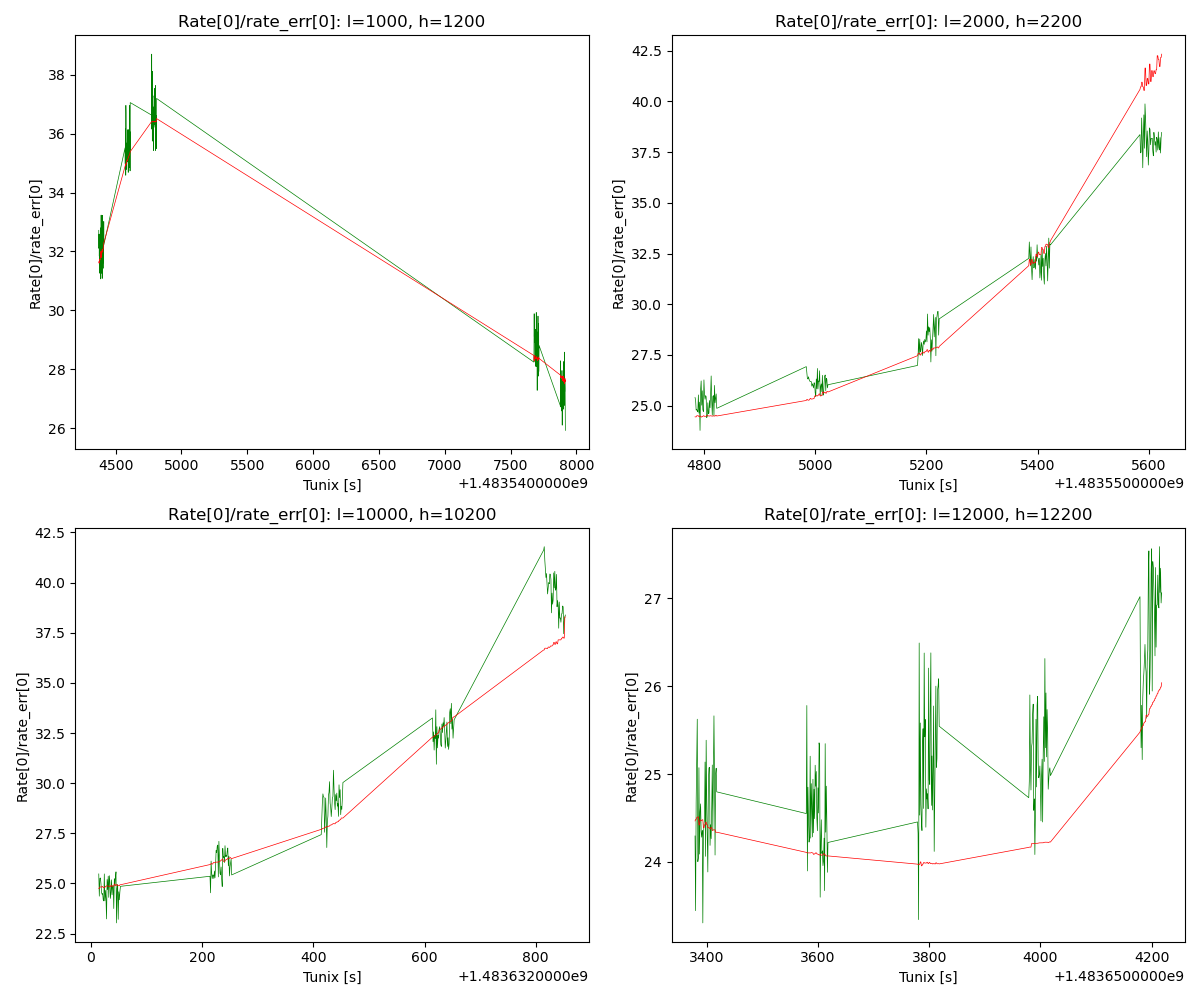 Rate[0]/rate_err[0]: l=1000, h=1200
Rate[0]/rate_err[0]
38
36
34
32
30
28
26
4500 5000 5500 6000 6500 7000 7500 8000
Tunix [s]
+1.4835400000e9
Rate[0]/rate_err[0]: l=2000, h=2200
Rate[0]/rate_err[0]
42.5
40.0
37.5
35.0
32.5
30.0
27.5
25.0
4800 5000 5200 5400 5600
Tunix [s]
+1.4835500000e9
Rate[0]/rate_err[0]: l=10000, h=10200
Rate[0]/rate_err[0]
42.5
40.0
37.5
35.0
32.5
30.0
27.5
25.0
22.5
0 200 400 600 800
Tunix [s]
+1.4836320000e9
Rate[0]/rate_err[0]: l=12000, h=12200
Rate[0]/rate_err[0]
27
26
25
24
3400 3600 3800 4000 4200
Tunix [s]
+1.4836500000e9